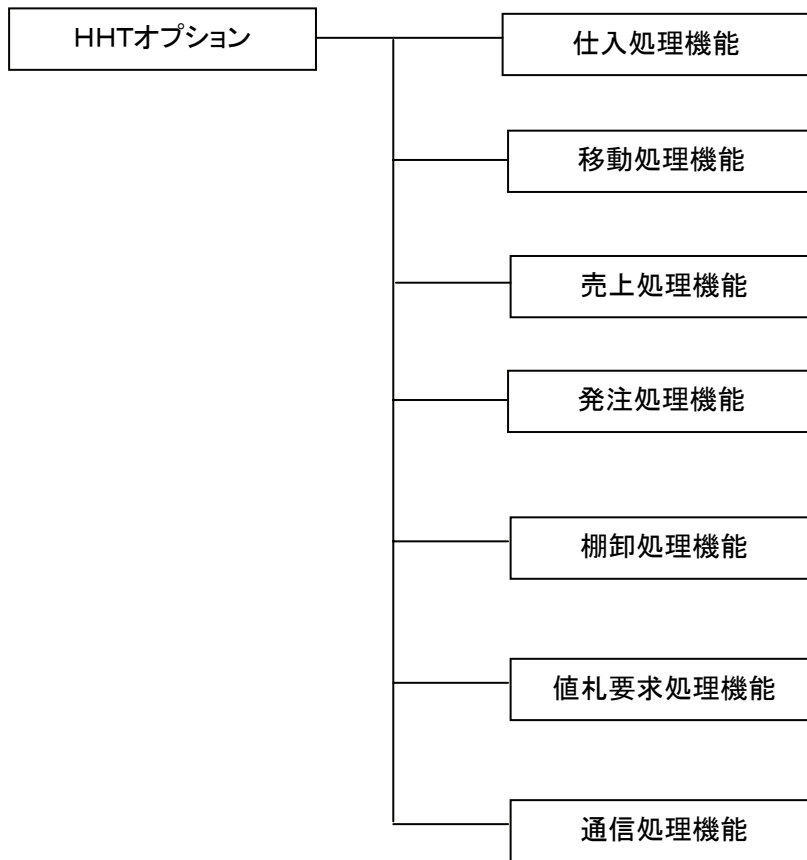 HHTオプション
仕入処理機能
移動処理機能
売上処理機能
発注処理機能
棚卸処理機能
値札要求処理機能
通信処理機能